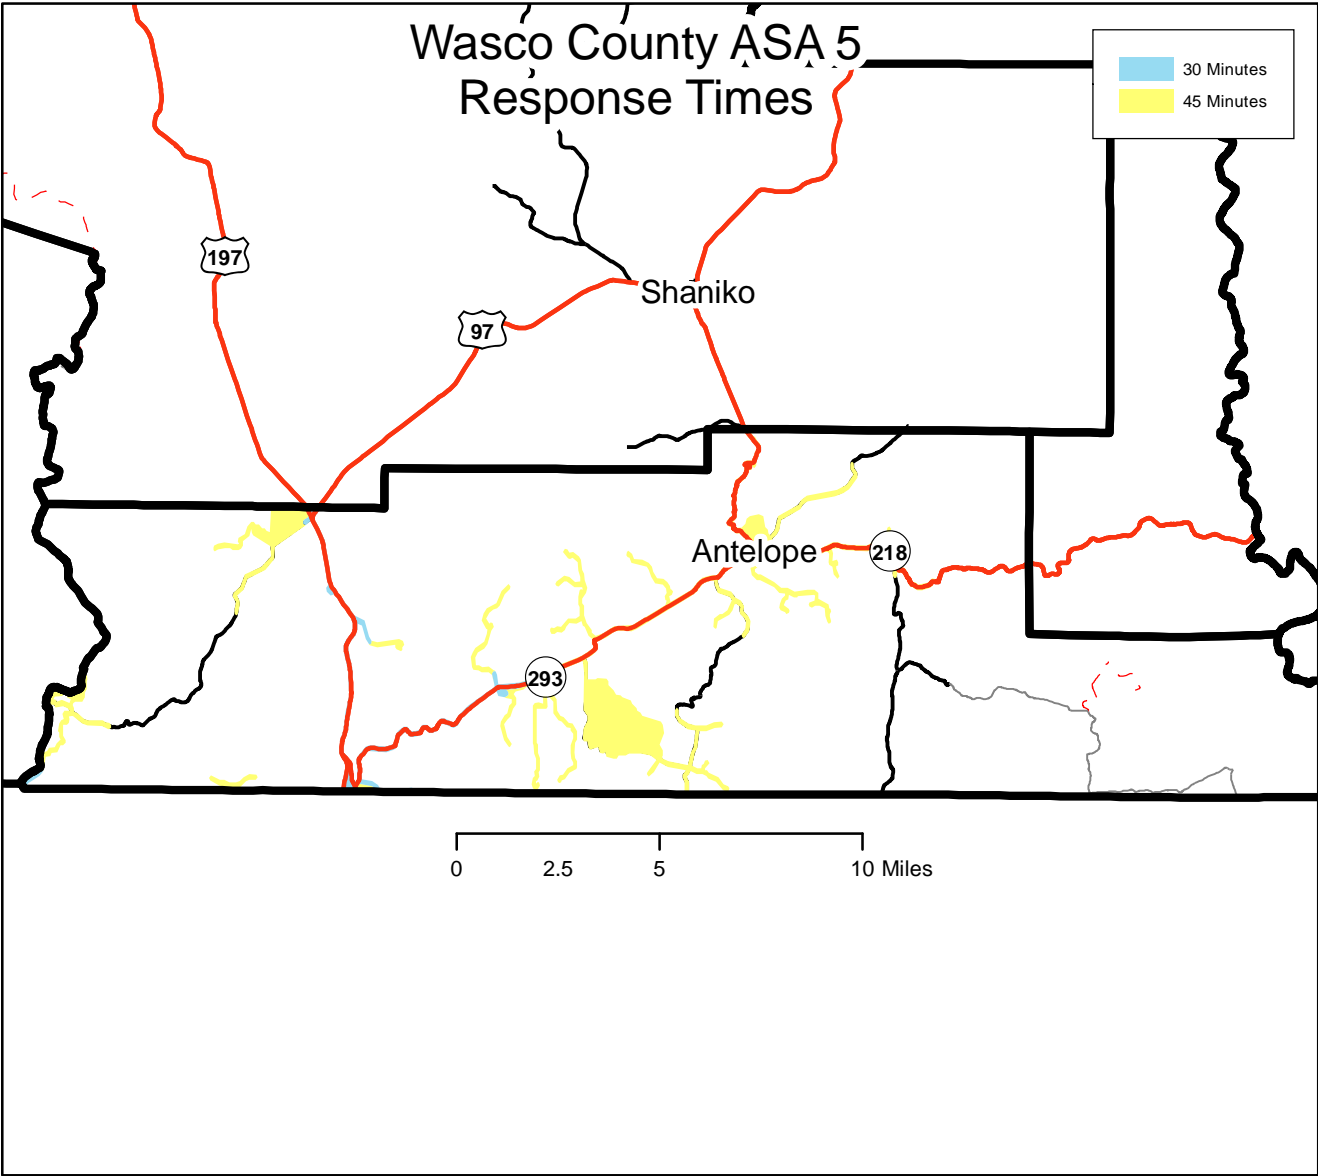 Wasco County ASA 5
Response Times
30 Minutes
45 Minutes
197
97
Shaniko
Antelope
218
293
0 2.5 5 10 Miles